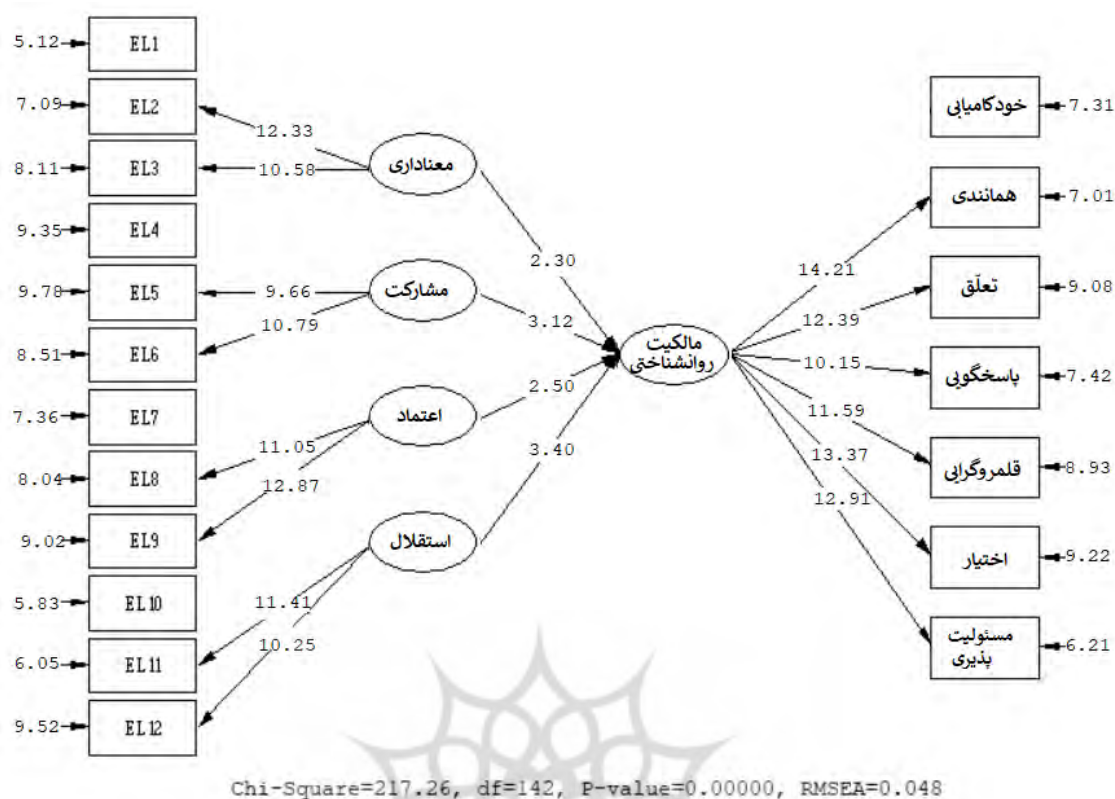 5.12
EL1
7.09
EL2
8.11
EL3
9.35
EL4
9.78
EL5
8.51
EL6
7.36
EL7
8.04
EL8
9.02
EL9
5.83
EL10
6.05
EL11
9.52
EL12
12.33
10.58
9.66
10.79
11.05
12.87
11.41
10.25
معناداری
مشارکت
اعتماد
استقلال
2.30
3.12
2.50
3.40
مالکیت
روانشناختی
14.21
12.39
10.15
11.59
13.37
12.91
خودکامیابی
7.31
همانندی
7.01
تعلّق
9.08
پاسخگویی
7.42
قلمروگرایی
8.93
اختیار
9.22
مسئولیت
پذیری
6.21
Chi-Square=217.26, df=142, P-value=0.00000, RMSEA=0.048